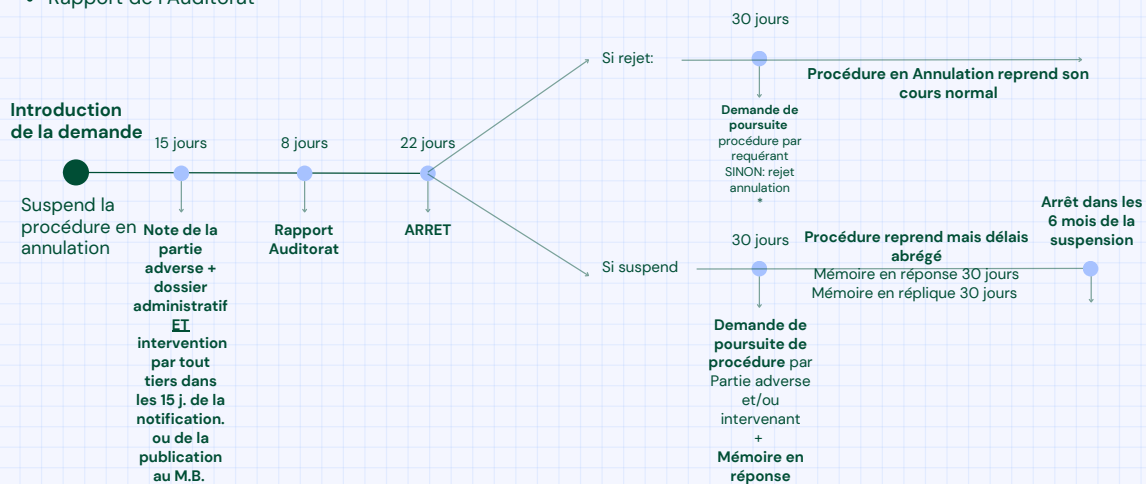 Rapport de l'Auditorat
30 jours
Si rejet:
Procédure en Annulation reprend son
cours normal
Demande de
poursuite
procédure par
requérant
SINON: rejet
annulation
*
Introduction
de la demande
15 jours
8 jours
22 jours
Suspend la
procédure en
annulation
Note de la
partie
adverse +
dossier
administratif
ET
intervention
par tout
tiers dans
les 15 j. de la
notification.
ou de la
publication
au M.B.
Rapport
Auditorat
ARRET
Si suspend
30 jours
Procédure reprend mais délais
abrégé
Mémoire en réponse 30 jours
Mémoire en réplique 30 jours
Arrêt dans les
6 mois de la
suspension
Demande de
poursuite de
procédure par
Partie adverse
et/ou
intervenant
+
Mémoire en
réponse